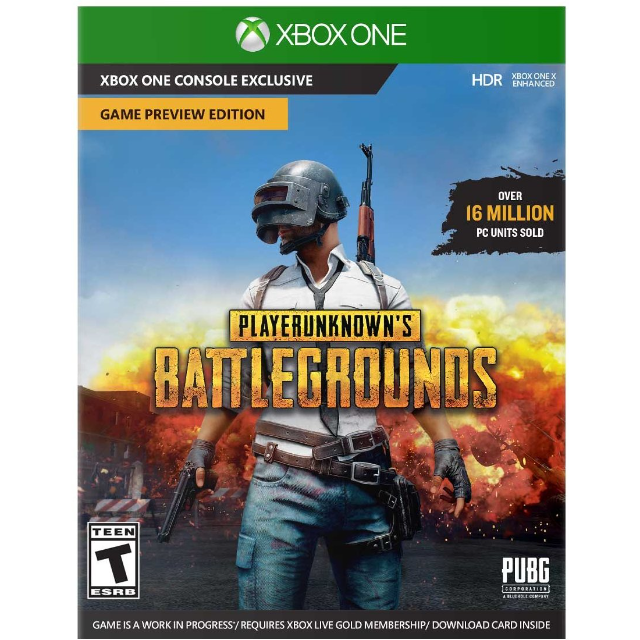 XBOX ONE
XBOX ONE CONSOLE EXCLUSIVE
HDR
XBOX ONE X
ENHANCED
GAME PREVIEW EDITION
OVER
16 MILLION
PC UNITS SOLD
PLAYERUNKNOWN'S
BATTLEGROUNDS
TEEN
T
ESRB
PUBG
CORPORATION
A BLUEHOLE COMPANY
GAME IS A WORK IN PROGRESS/ REQUIRES XBOX LIVE GOLD MEMBERSHIP/ DOWNLOAD CARD INSIDE